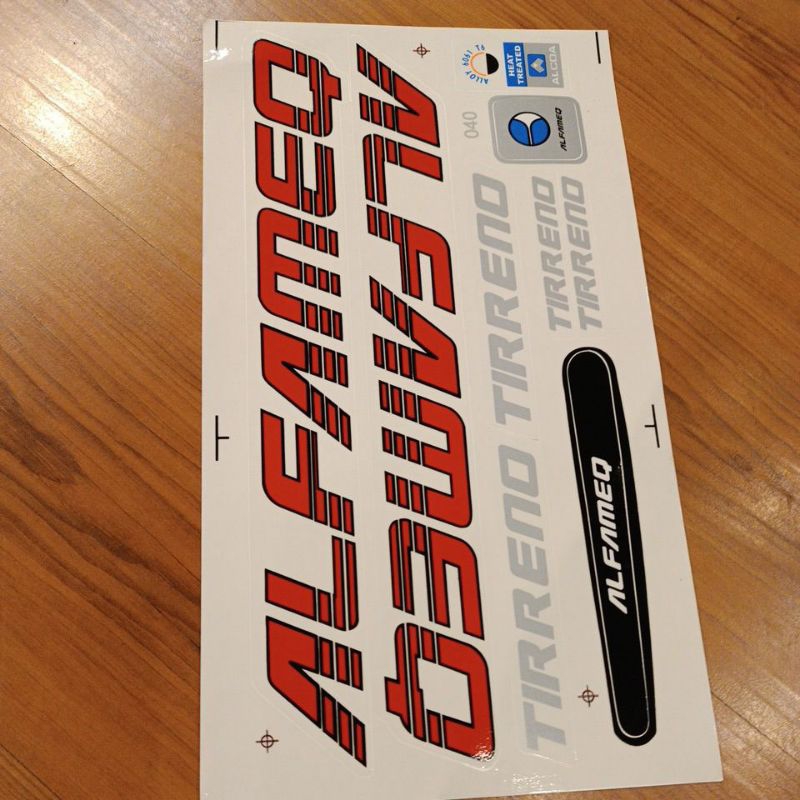 ALFAMEQ
ALFAMEQ
ALLOY
HEAT
TREATED
ALCOA
040
ALFAMEQ
TIRRENO
TIRRENO
TIRRENO
TIRRENO
ALFAMEQ